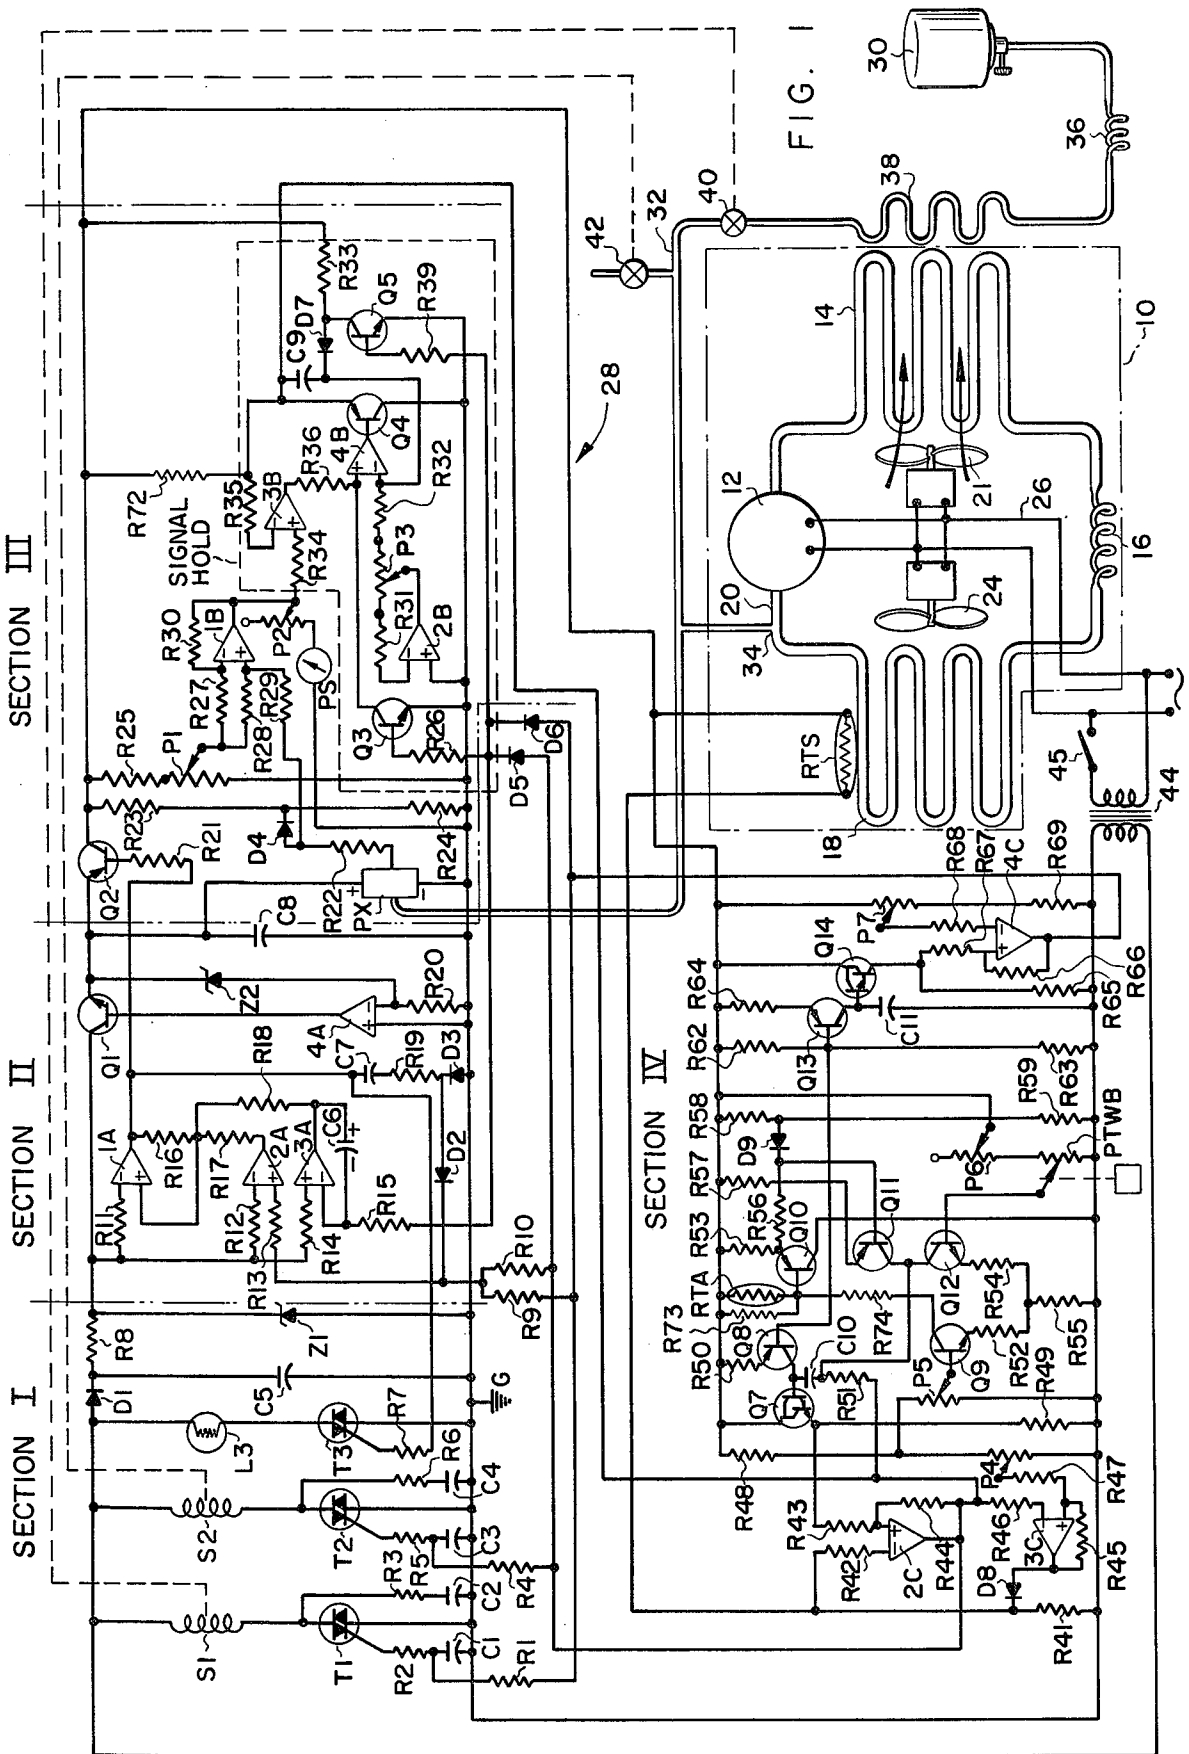 SECTION I
SECTION II
SECTION III
FIG. 1
S1
S2
L3
D1
R8
T1
T2
T3
R7
C5
Z1
G
R2
C1
R3
C2
R5
C3
R6
C4
R1
R4
R9
R10
R11
1A
R16
R17
R12
2A
R13
3A
R14
C6
R15
R18
D2
C7
R19
D3
4A
R20
Q1
Z2
C8
Q2
R21
R23
D4
R22
PX
+
−
R24
R25
P1
R27
R28
R29
R30
1B
P2
PS
SIGNAL
HOLD
R72
R35
3B
R34
R36
4B
Q4
C9
D7
R33
Q5
R39
R32
P3
R31
2B
Q3
R26
D5
D6
28
42
32
40
30
36
38
10
14
12
20
34
21
24
26
16
18
RTS
45
44
SECTION IV
R73
R50
Q8
RTA
R53
R56
R57
R58
D9
Q10
R62
R64
Q13
Q14
C11
P7
R68
R67
4C
R69
R66
R65
R63
R59
P6
PTWB
Q11
Q12
R54
R55
R74
C10
Q7
R51
P5
Q9
R52
R49
R48
P4
R47
R43
R42
2C
R44
R46
3C
D8
R45
R41